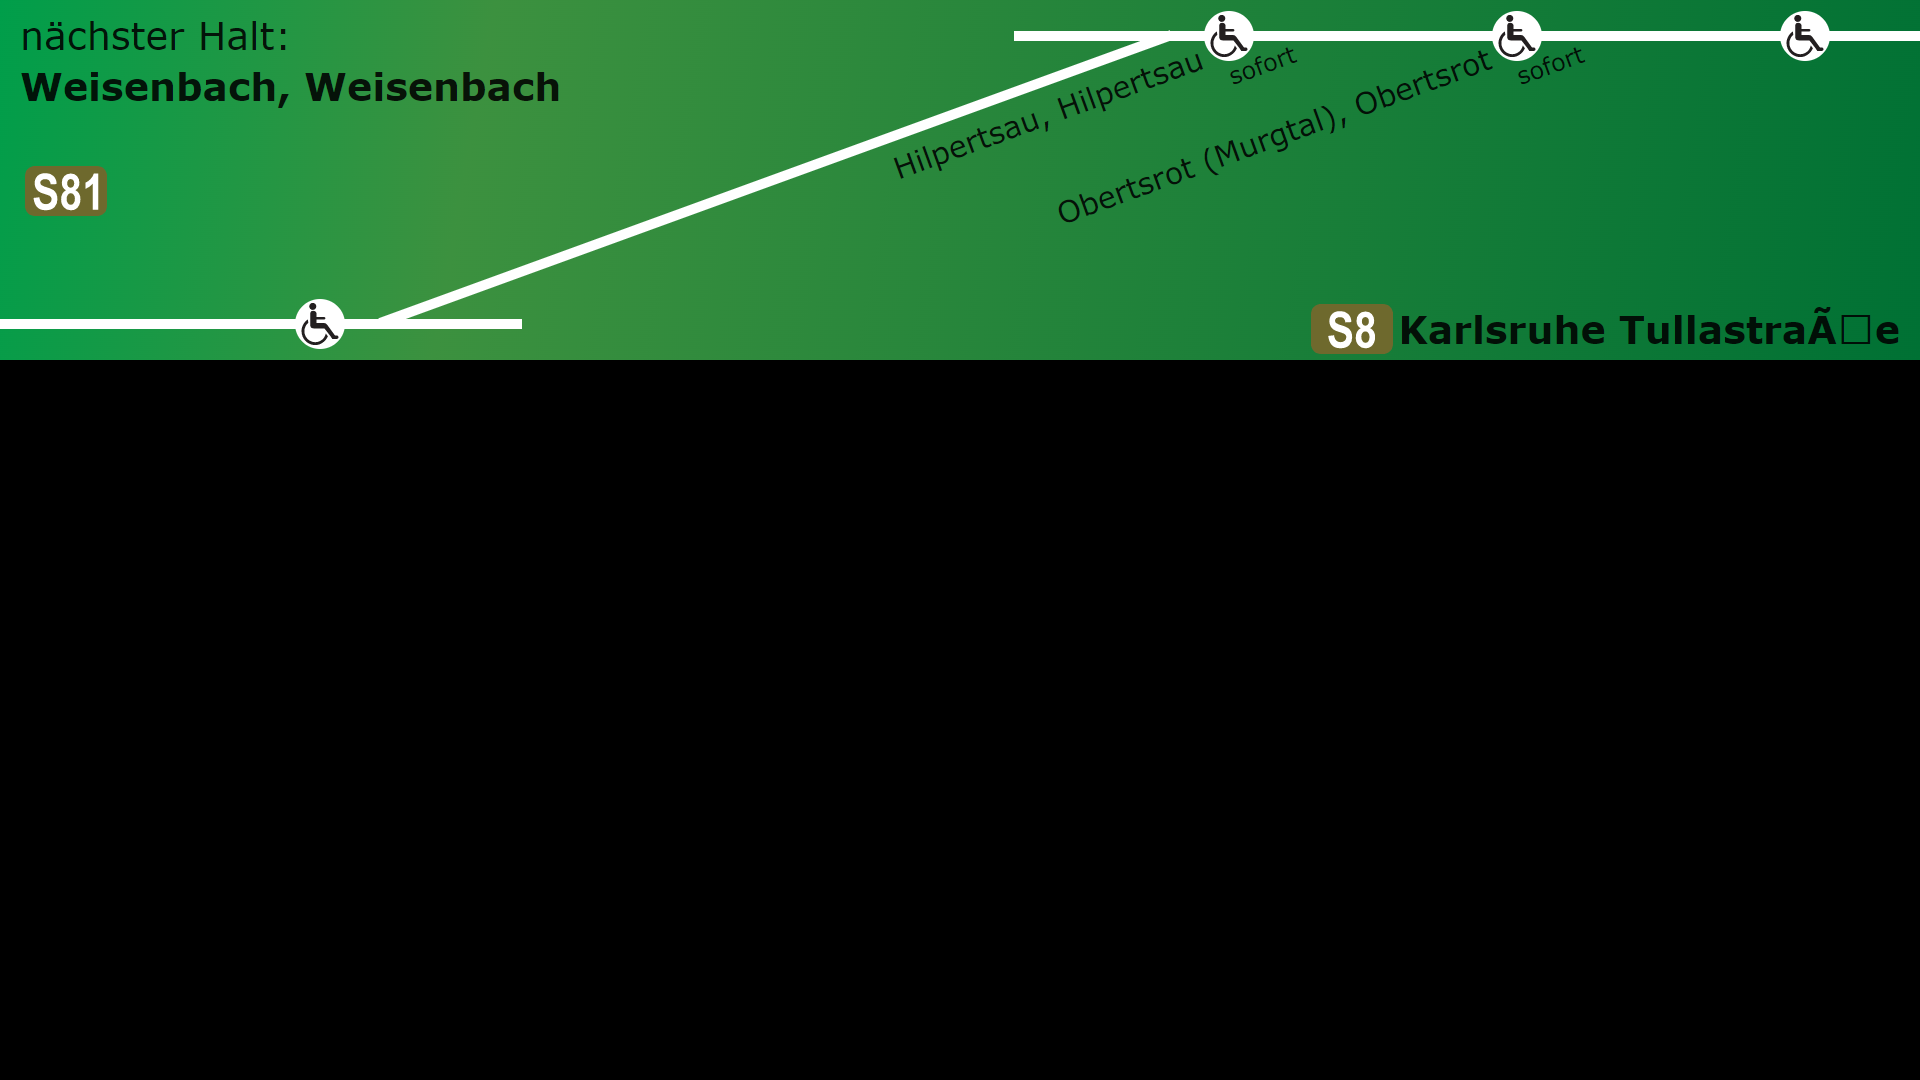 nächster Halt:
Weisenbach, Weisenbach
Hilpertsau, Hilpertsau
sofort
Obertsrot (Murgtal), Obertsrot
sofort
S81
S8 Karlsruhe TullastraÃ□e